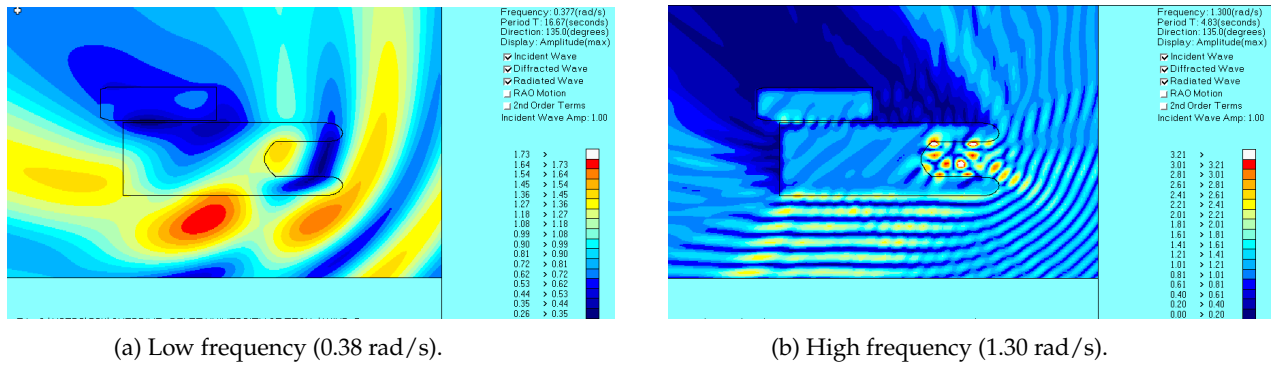 Frequency: 0.377(rad/s)
Period T: 16.67(seconds)
Direction: 135.0(degrees)
Display: Amplitude(max)
Incident Wave
Diffracted Wave
Radiated Wave
RAO Motion
2nd Order Terms
Incident Wave Amp: 1.00
1.73 >
1.64 > 1.73
1.54 > 1.64
1.45 > 1.54
1.36 > 1.45
1.27 > 1.36
1.18 > 1.27
1.08 > 1.18
0.99 > 1.08
0.90 > 0.99
0.81 > 0.90
0.72 > 0.81
0.62 > 0.72
0.53 > 0.62
0.44 > 0.53
0.35 > 0.44
0.26 > 0.35
(a) Low frequency (0.38 rad/s).
Frequency: 1.300(rad/s)
Period T: 4.83(seconds)
Direction: 135.0(degrees)
Display: Amplitude(max)
Incident Wave
Diffracted Wave
Radiated Wave
RAO Motion
2nd Order Terms
Incident Wave Amp: 1.00
3.21 >
3.01 > 3.21
2.81 > 3.01
2.61 > 2.81
2.41 > 2.61
2.21 > 2.41
2.01 > 2.21
1.81 > 2.01
1.61 > 1.81
1.41 > 1.61
1.21 > 1.41
1.01 > 1.21
0.81 > 1.01
0.61 > 0.81
0.40 > 0.61
0.20 > 0.40
0.00 > 0.20
(b) High frequency (1.30 rad/s).